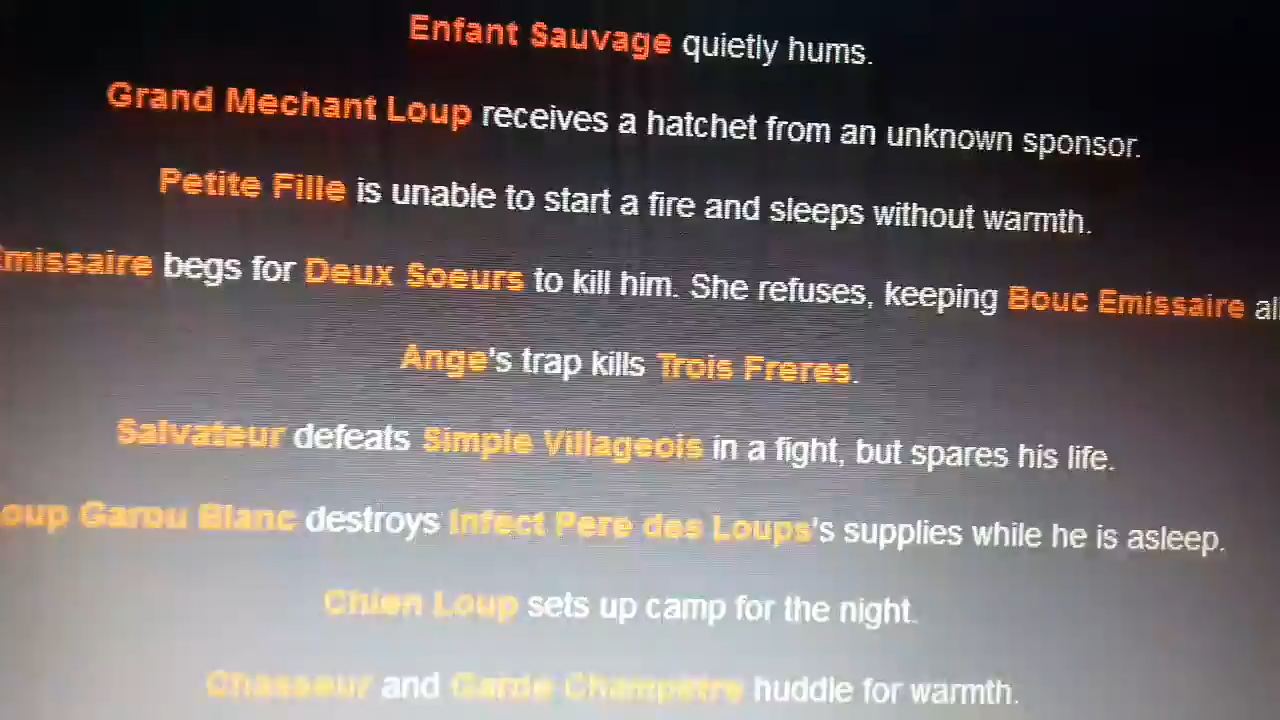 Enfant Sauvage quietly hums.
Grand Mechant Loup receives a hatchet from an unknown sponsor.
Petite Fille is unable to start a fire and sleeps without warmth.
Emissaire begs for Deux Soeurs to kill him. She refuses, keeping Bouc Emissaire
Ange's trap kills Trois Freres.
Salvateur defeats Simple Villageois in a fight, but spares his life.
oup Garou Blanc destroys Infect Pere des Loups's supplies while he is asleep.
Chien Loup sets up camp for the night.
Chasseur and Garde Champetre huddle for warmth.